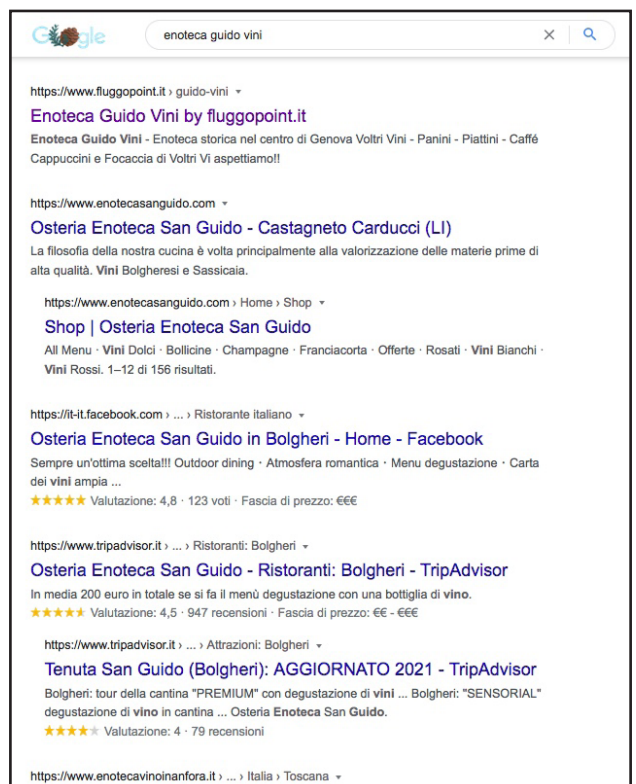 Google
enoteca guido vini
https://www.fluggopoint.it › guido-vini
Enoteca Guido Vini by fluggopoint.it
Enoteca Guido Vini - Enoteca storica nel centro di Genova Voltri Vini - Panini - Piattini - Caffé
Cappuccini e Focaccia di Voltri Vi aspettiamo!!
https://www.enotecasanguido.com
Osteria Enoteca San Guido - Castagneto Carducci (LI)
La filosofia della nostra cucina è volta principalmente alla valorizzazione delle materie prime di
alta qualità. Vini Bolgheresi e Sassicaia.
https://www.enotecasanguido.com › Home › Shop
Shop | Osteria Enoteca San Guido
All Menu · Vini Dolci · Bollicine · Champagne · Franciacorta · Offerte · Rosati · Vini Bianchi ·
Vini Rossi. 1–12 di 156 risultati.
https://it-it.facebook.com › ... › Ristorante italiano
Osteria Enoteca San Guido in Bolgheri - Home - Facebook
Sempre un'ottima scelta!!! Outdoor dining · Atmosfera romantica · Menu degustazione · Carta
dei vini ampia ...
Valutazione: 4,8 · 123 voti · Fascia di prezzo: €€€
https://www.tripadvisor.it › ... › Ristoranti: Bolgheri
Osteria Enoteca San Guido - Ristoranti: Bolgheri - TripAdvisor
In media 200 euro in totale se si fa il menù degustazione con una bottiglia di vino.
Valutazione: 4,5 · 947 recensioni · Fascia di prezzo: €€ - €€€
https://www.tripadvisor.it › ... › Attrazioni: Bolgheri
Tenuta San Guido (Bolgheri): AGGIORNATO 2021 - TripAdvisor
Bolgheri: tour della cantina "PREMIUM" con degustazione di vini ... Bolgheri: "SENSORIAL"
degustazione di vino in cantina ... Osteria Enoteca San Guido.
Valutazione: 4 · 79 recensioni
https://www.enotecavinoinanfora.it › ... › Italia › Toscana